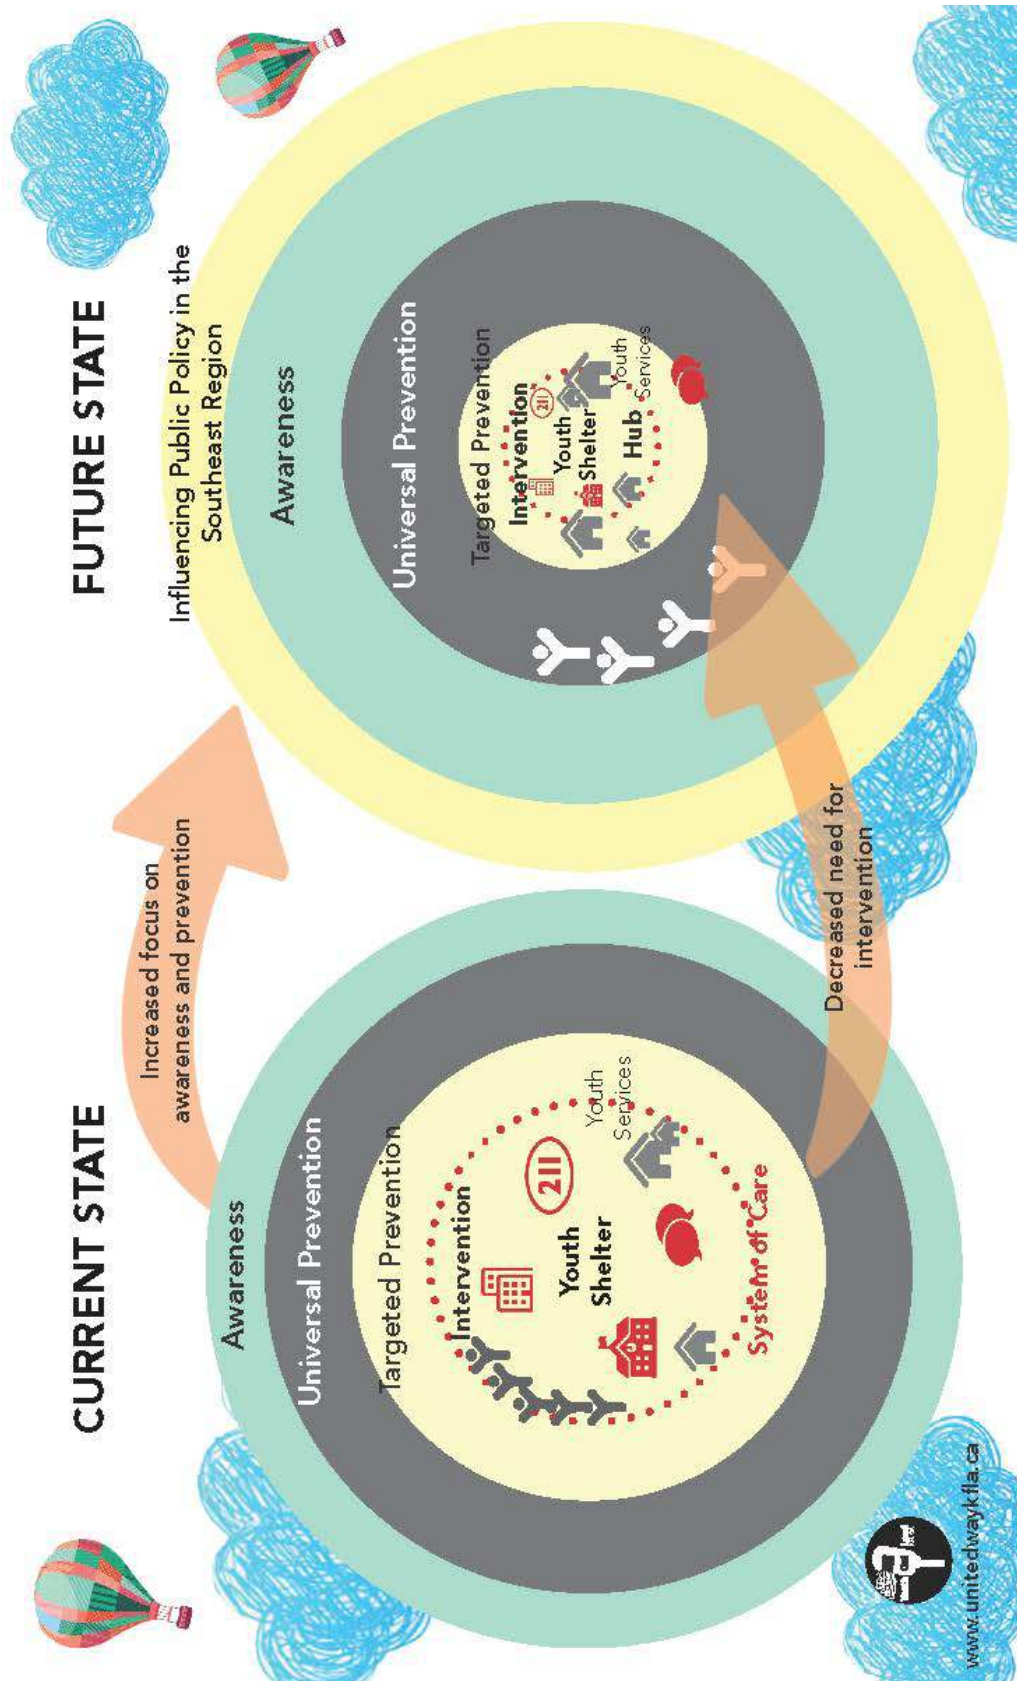 CURRENT STATE
Awareness
Universal Prevention
Targeted Prevention
Intervention
211
Youth
Shelter
Youth
Services
System of Care
Increased focus on
awareness and prevention
Decreased need for
intervention
FUTURE STATE
Influencing Public Policy in the
Southeast Region
Awareness
Universal Prevention
Targeted Prevention
Intervention
211
Youth
Shelter
Hub
Youth
Services
www.unitedwaykfla.ca